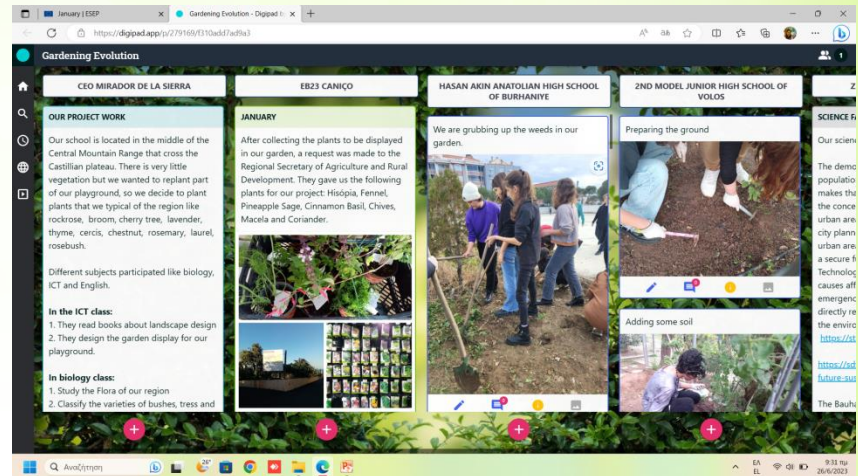 January | ESEP
Gardening Evolution - Digipad b
https://digipad.app/p/279169/f310add7ad9a3
Gardening Evolution
1
CEO MIRADOR DE LA SIERRA
OUR PROJECT WORK
Our school is located in the middle of the
Central Mountain Range that cross the
Castillian plateau. There is very little
vegetation but we wanted to replant part
of our playground, so we decide to plant
plants that we typical of the region like
rockrose, broom, cherry tree, lavender,
thyme, cercis, chestnut, rosemary, laurel,
rosebush.
Different subjects participated like biology,
ICT and English.
In the ICT class:
1. They read books about landscape design
2. They design the garden display for our
playground.
In biology class:
1. Study the Flora of our region
2. Classify the varieties of bushes, tress and
EB23 CANIÇO
JANUARY
After collecting the plants to be displayed
in our garden, a request was made to the
Regional Secretary of Agriculture and Rural
Development. They gave us the following
plants for our project: Hisópia, Fennel,
Pineapple Sage, Cinnamon Basil, Chives,
Macela and Coriander.
HASAN AKIN ANATOLIAN HIGH SCHOOL
OF BURHANIYE
We are grubbing up the weeds in our
garden.
2ND MODEL JUNIOR HIGH SCHOOL OF
VOLOS
Preparing the ground
Adding some soil
Z
SCIENCE FA
Our scienc
The demo
populatio
makes tha
the conce
urban are
city plann
urban are
a secure fu
Technolog
causes aff
emergenc
directly re
the enviro
https://st
https://sd
future-sus
The Bauha
Αναζήτηση
26°
ΕΛ
EL
9:31 πμ
26/6/2023